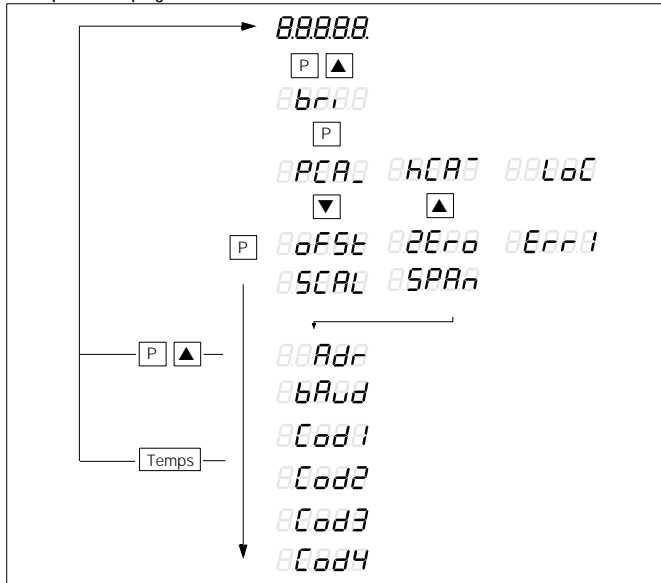 8.8.8.8.8.
P ▲
bri
P
PCA_ hCA¯ LoC
▼ ▲
P oFSt 2Ero Err1
SCAL SPAn
P ▲ Adr
bAud
Cod1
Temps
Cod2
Cod3
Cod4